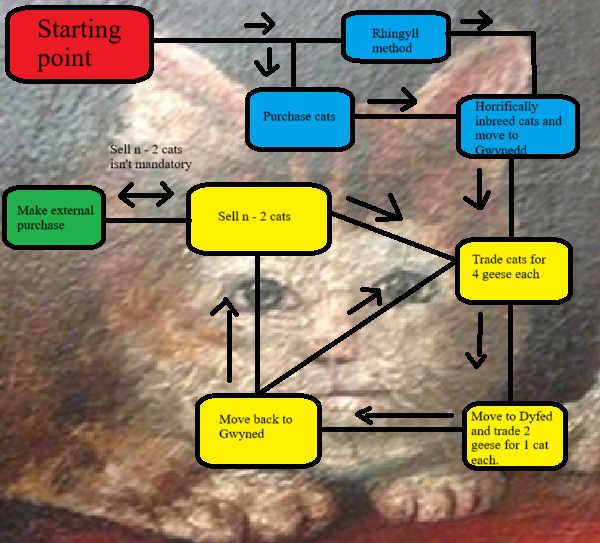 Starting
point
Rhingyll
method
Purchase cats
Horrifically
inbreed cats and
move to
Gwynedd
Sell n - 2 cats
isn't mandatory
Make external
purchase
Sell n - 2 cats
Trade cats for
4 geese each
Move back to
Gwyned
Move to Dyfed
and trade 2
geese for 1 cat
each.